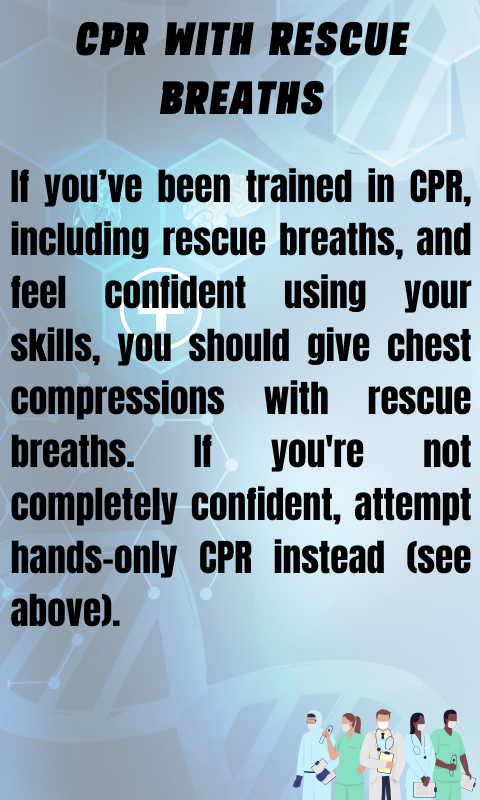 CPR WITH RESCUE
BREATHS
If you’ve been trained in CPR,
including rescue breaths, and
feel confident using your
skills, you should give chest
compressions with rescue
breaths. If you're not
completely confident, attempt
hands-only CPR instead (see
above).